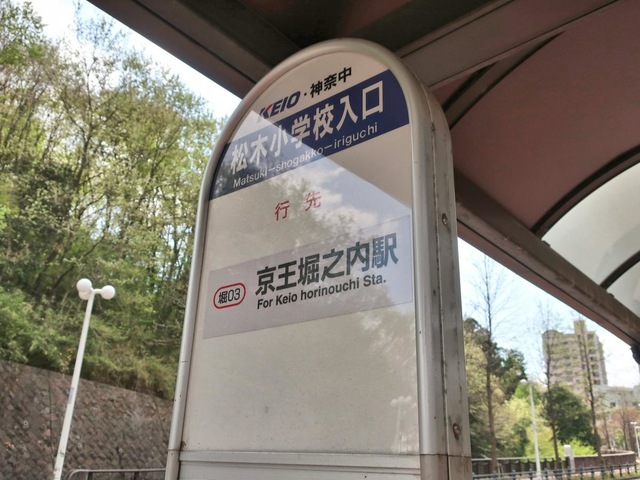 KEIO・神奈中
松木小学校入口
Matsuki-shogakko-iriguchi
行先
堀03 京王堀之内駅
For Keio horinouchi Sta.